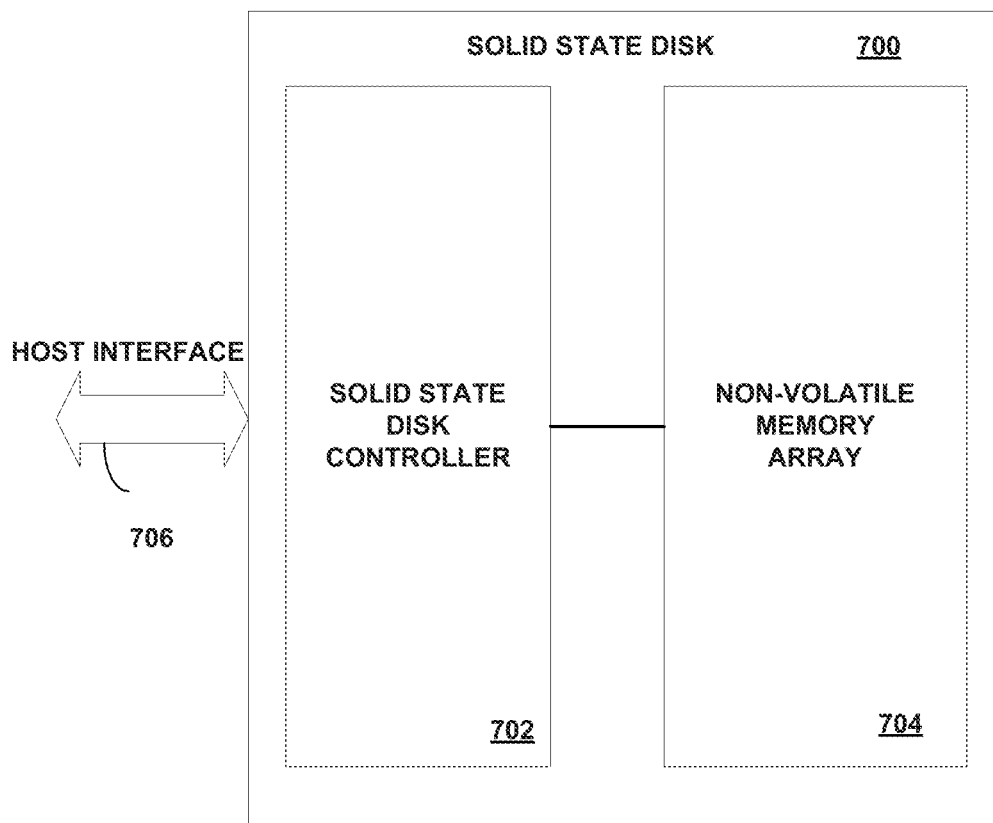 SOLID STATE DISK 700
HOST INTERFACE
706
SOLID STATE
DISK
CONTROLLER
702
NON-VOLATILE
MEMORY
ARRAY
704